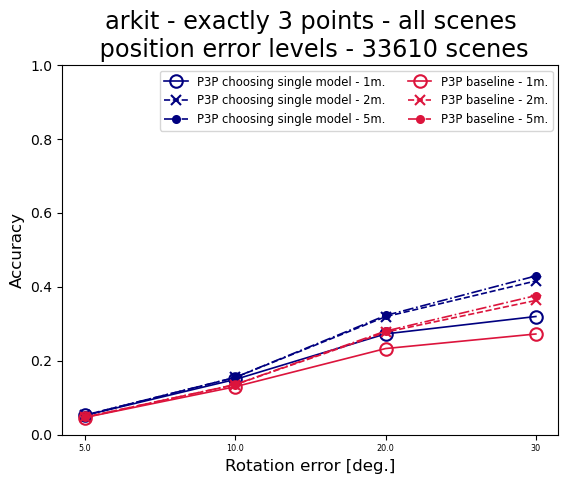 arkit - exactly 3 points - all scenes
position error levels - 33610 scenes
P3P choosing single model - 1m.
P3P choosing single model - 2m.
P3P choosing single model - 5m.
P3P baseline - 1m.
P3P baseline - 2m.
P3P baseline - 5m.
Accuracy
1.0
0.8
0.6
0.4
0.2
0.0
5.0 10.0 20.0 30
Rotation error [deg.]